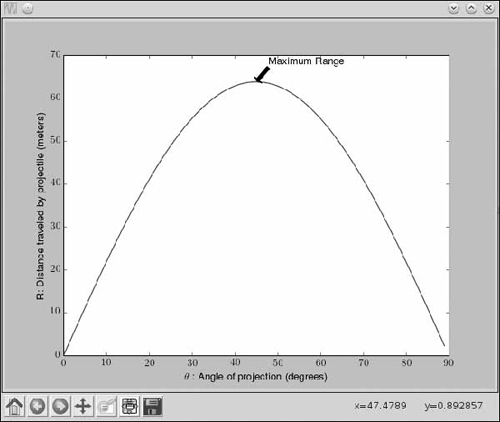 Maximum Range
70
60
50
40
30
20
10
0
R: Distance traveled by projectile (meters)
0 10 20 30 40 50 60 70 80 90
θ : Angle of projection (degrees)
x=47.4789 y=0.892857